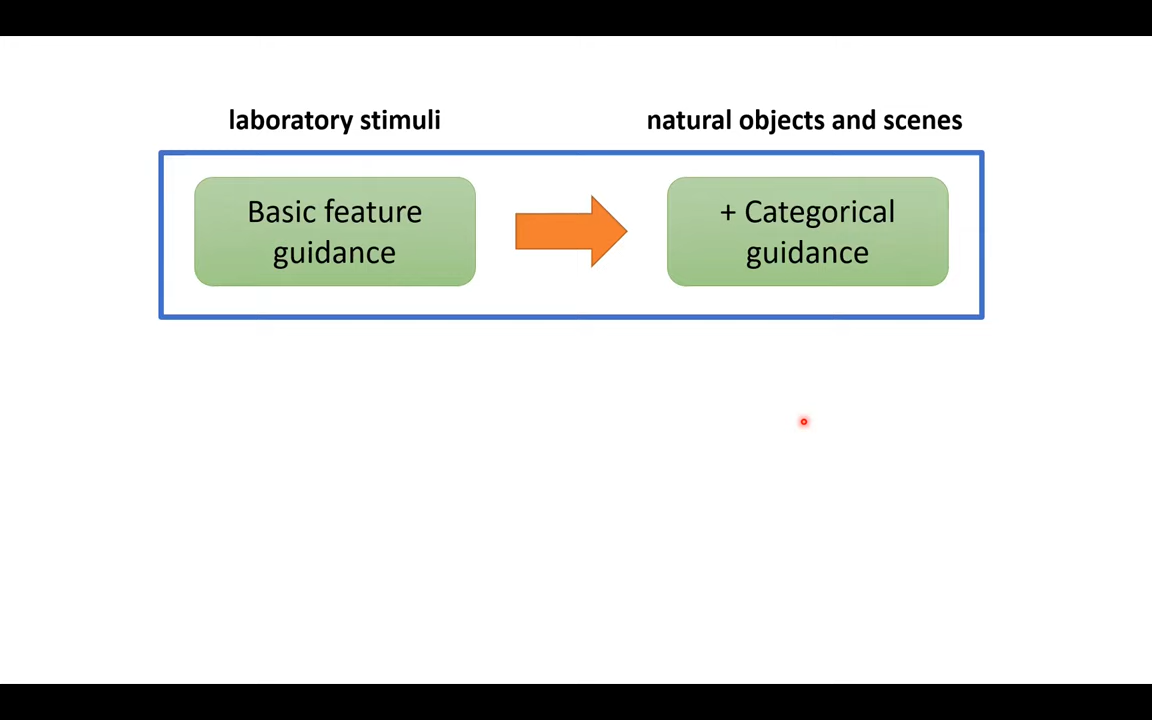 laboratory stimuli
natural objects and scenes
Basic feature
guidance
+ Categorical
guidance